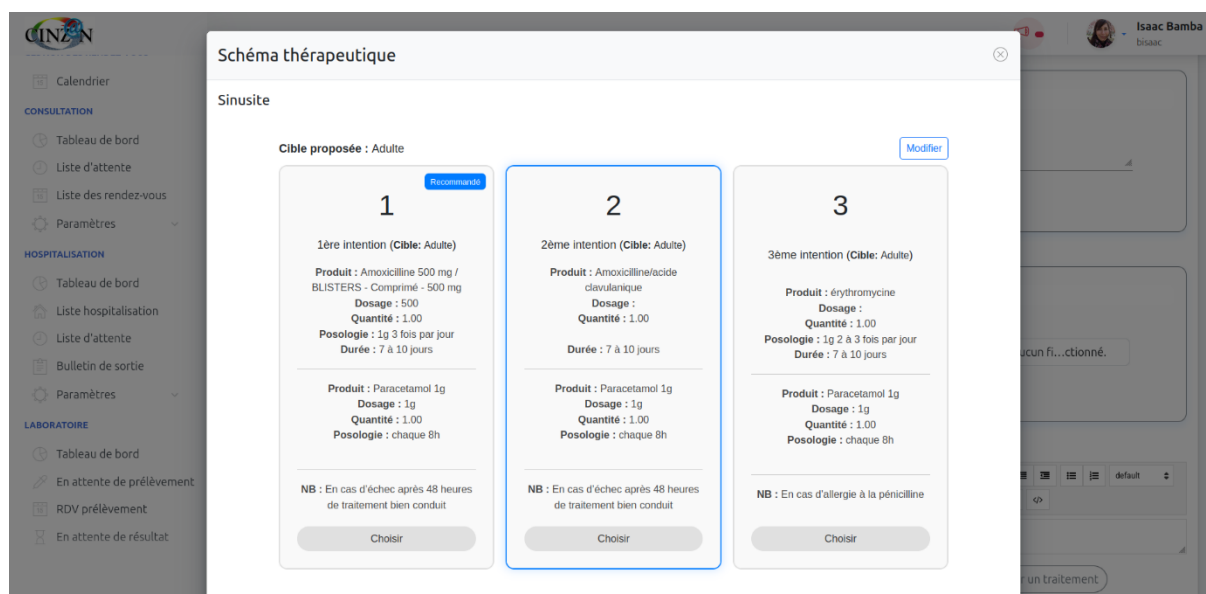 CINZAN
Isaac Bamba
bisaac
Calendrier
CONSULTATION
Tableau de bord
Liste d'attente
Liste des rendez-vous
Paramètres
HOSPITALISATION
Tableau de bord
Liste hospitalisation
Liste d'attente
Bulletin de sortie
Paramètres
LABORATOIRE
Tableau de bord
En attente de prélèvement
RDV prélèvement
En attente de résultat
Schéma thérapeutique
Sinusite
Cible proposée : Adulte
Modifier
Recommandé
1
1ère intention (Cible: Adulte)
Produit : Amoxicilline 500 mg /
BLISTERS - Comprimé - 500 mg
Dosage : 500
Quantité : 1.00
Posologie : 1g 3 fois par jour
Durée : 7 à 10 jours
Produit : Paracetamol 1g
Dosage : 1g
Quantité : 1.00
Posologie : chaque 8h
NB : En cas d'échec après 48 heures
de traitement bien conduit
Choisir
2
2ème intention (Cible: Adulte)
Produit : Amoxicilline/acide
clavulanique
Dosage :
Quantité : 1.00
Durée : 7 à 10 jours
Produit : Paracetamol 1g
Dosage : 1g
Quantité : 1.00
Posologie : chaque 8h
NB : En cas d'échec après 48 heures
de traitement bien conduit
Choisir
3
3ème intention (Cible: Adulte)
Produit : érythromycine
Dosage :
Quantité : 1.00
Posologie : 1g 2 à 3 fois par jour
Durée : 7 à 10 jours
Produit : Paracetamol 1g
Dosage : 1g
Quantité : 1.00
Posologie : chaque 8h
NB : En cas d'allergie à la pénicilline
Choisir
ucun fi...ctionné.
default
r un traitement